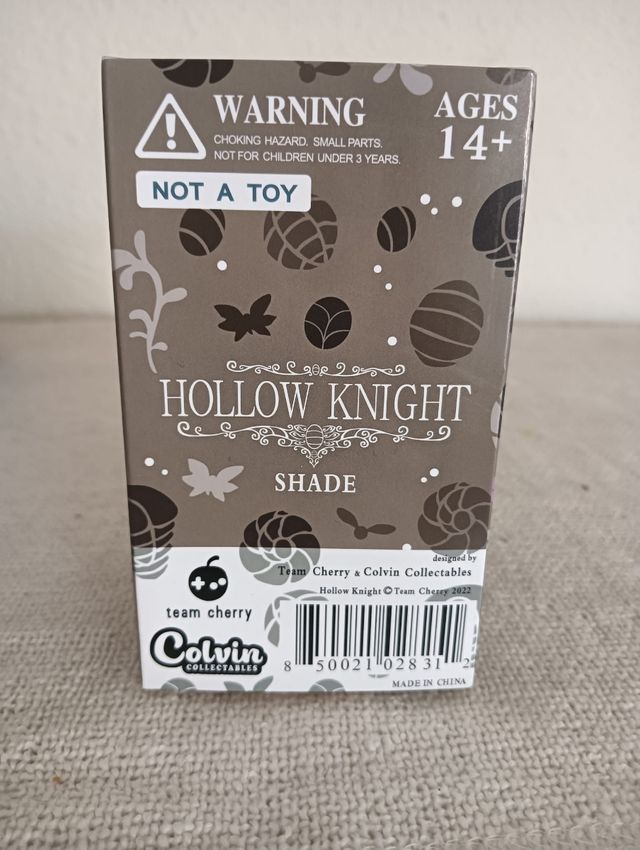 WARNING
CHOKING HAZARD. SMALL PARTS.
NOT FOR CHILDREN UNDER 3 YEARS.
AGES
14+
NOT A TOY
HOLLOW KNIGHT
SHADE
designed by
Team Cherry & Colvin Collectables
Hollow Knight © Team Cherry 2022
team cherry
Colvin
COLLECTABLES
8 50021 02831 2
MADE IN CHINA